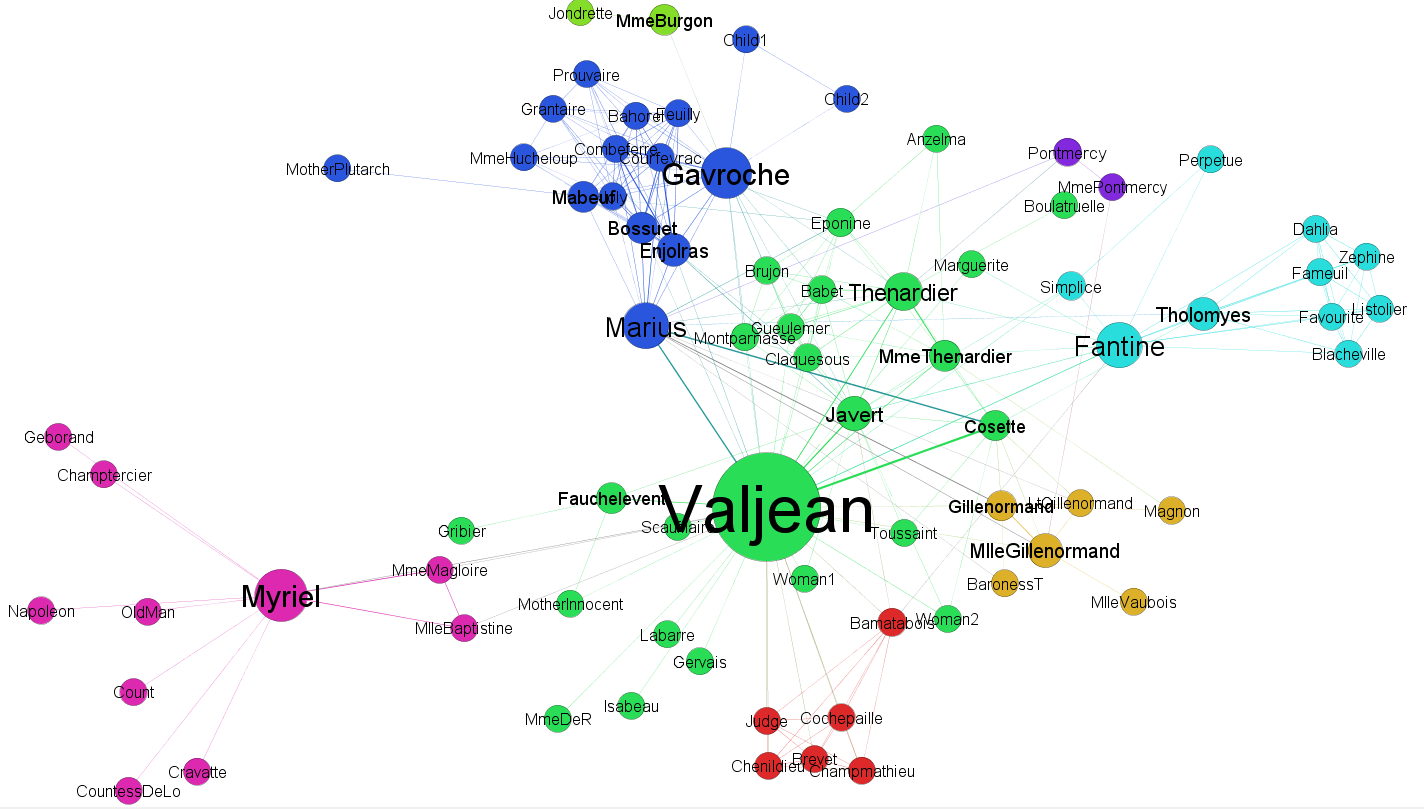 Jondrette
MmeBurgon
Child1
Prouvaire
Child2
Grantaire
Bahorel
Feuilly
Anzelma
MmeHucheloup
Combeferre
Courfeyrac
Pontmercy
Perpetue
MotherPlutarch
Gavroche
MmePontmercy
Mabeuf
Joly
Boulatruelle
Bossuet
Eponine
Dahlia
Enjolras
Zephine
Brujon
Marguerite
Fameuil
Babet
Thenardier
Simplice
Listolier
Marius
Gueulemer
Tholomyes
Favourite
Montparnasse
Claquesous
MmeThenardier
Fantine
Blacheville
Javert
Cosette
Geborand
Champtercier
Fauchelevent
Valjean
Gillenormand
LtGillenormand
Magnon
Gribier
Scaufflaire
Toussaint
MlleGillenormand
MmeMagloire
Woman1
BaronessT
Myriel
MotherInnocent
MlleVaubois
Napoleon
OldMan
MlleBaptistine
Labarre
Bamatabois
Woman2
Gervais
Count
Isabeau
MmeDeR
Judge
Cochepaille
Cravatte
Chenildieu
Brevet
Champmathieu
CountessDeLo